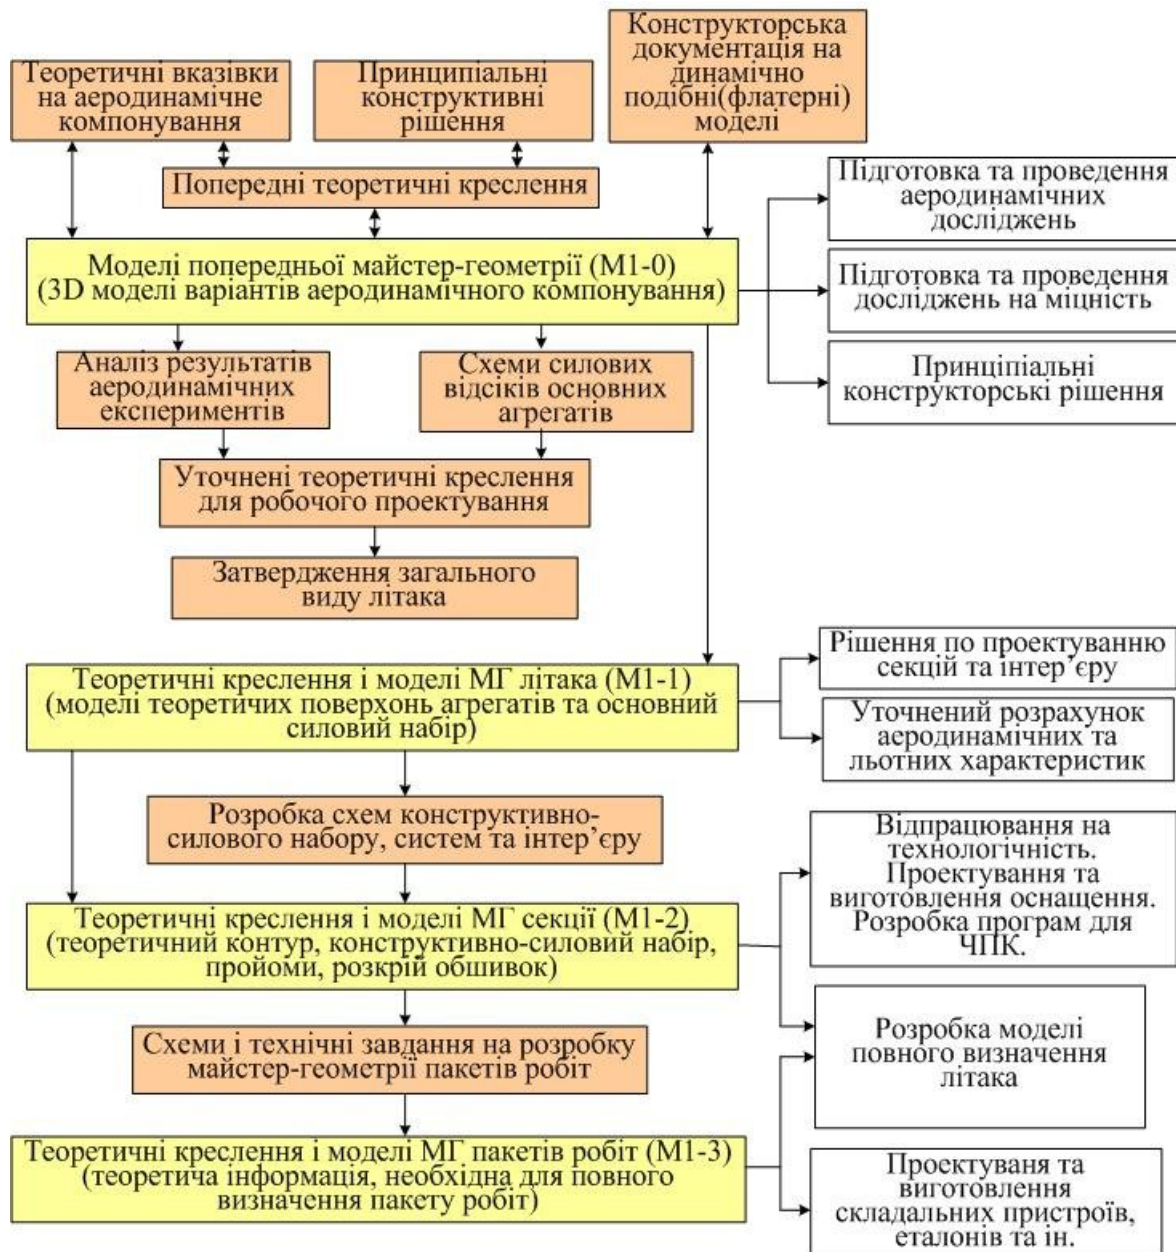 Теоретичні вказівки
на аеродинамічне
компонування
Принципіальні
конструктивні
рішення
Конструкторська
документація на
динамічно
подібні(флатерні)
моделі
Попередні теоретичні креслення
Підготовка та проведення
аеродинамічних
досліджень
Моделі попередньої майстер-геометрії (М1-0)
(3D моделі варіантів аеродинамічного компонування)
Підготовка та проведення
досліджень на міцність
Аналіз результатів
аеродинамічних
експериментів
Схеми силових
відсіків основних
агрегатів
Принціпіальні
конструкторські рішення
Уточнені теоретичні креслення
для робочого проектування
Затвердження загального
виду літака
Теоретичні креслення і моделі МГ літака (М1-1)
(моделі теоретичих поверхонь агрегатів та основний
силовий набір)
Рішення по проектуванню
секцій та інтер’єру
Уточнений розрахунок
аеродинамічних та
льотних характеристик
Розробка схем конструктивно-
силового набору, систем та інтер’єру
Відпрацювання на
технологічність.
Проектування та
виготовлення оснащення.
Розробка програм для
ЧПК.
Теоретичні креслення і моделі МГ секції (М1-2)
(теоретичний контур, конструктивно-силовий набір,
пройоми, розкрій обшивок)
Схеми і технічні завдання на розробку
майстер-геометрії пакетів робіт
Розробка моделі
повного визначення
літака
Теоретичні креслення і моделі МГ пакетів робіт (М1-3)
(теоретича інформація, необхідна для повного
визначення пакету робіт)
Проектуваня та
виготовлення
складальних пристроїв,
еталонів та ін.